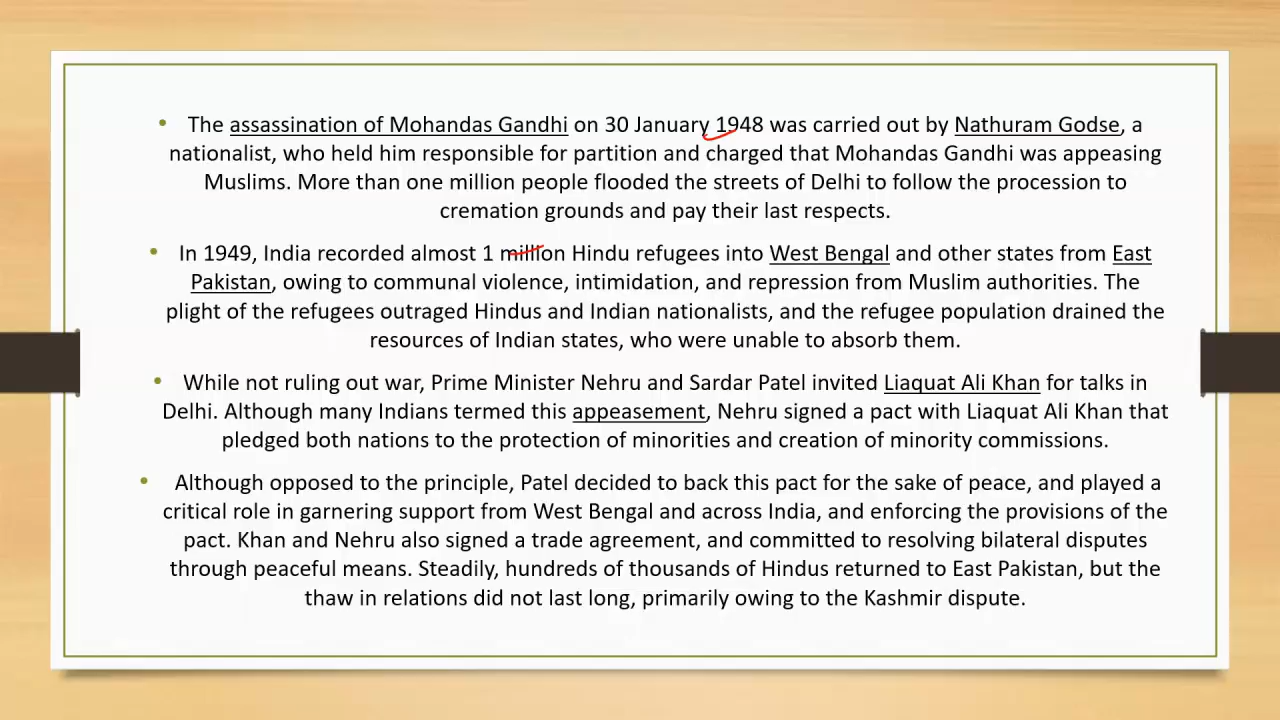 • The assassination of Mohandas Gandhi on 30 January 1948 was carried out by Nathuram Godse, a
nationalist, who held him responsible for partition and charged that Mohandas Gandhi was appeasing
Muslims. More than one million people flooded the streets of Delhi to follow the procession to
cremation grounds and pay their last respects.
• In 1949, India recorded almost 1 million Hindu refugees into West Bengal and other states from East
Pakistan, owing to communal violence, intimidation, and repression from Muslim authorities. The
plight of the refugees outraged Hindus and Indian nationalists, and the refugee population drained the
resources of Indian states, who were unable to absorb them.
• While not ruling out war, Prime Minister Nehru and Sardar Patel invited Liaquat Ali Khan for talks in
Delhi. Although many Indians termed this appeasement, Nehru signed a pact with Liaquat Ali Khan that
pledged both nations to the protection of minorities and creation of minority commissions.
• Although opposed to the principle, Patel decided to back this pact for the sake of peace, and played a
critical role in garnering support from West Bengal and across India, and enforcing the provisions of the
pact. Khan and Nehru also signed a trade agreement, and committed to resolving bilateral disputes
through peaceful means. Steadily, hundreds of thousands of Hindus returned to East Pakistan, but the
thaw in relations did not last long, primarily owing to the Kashmir dispute.